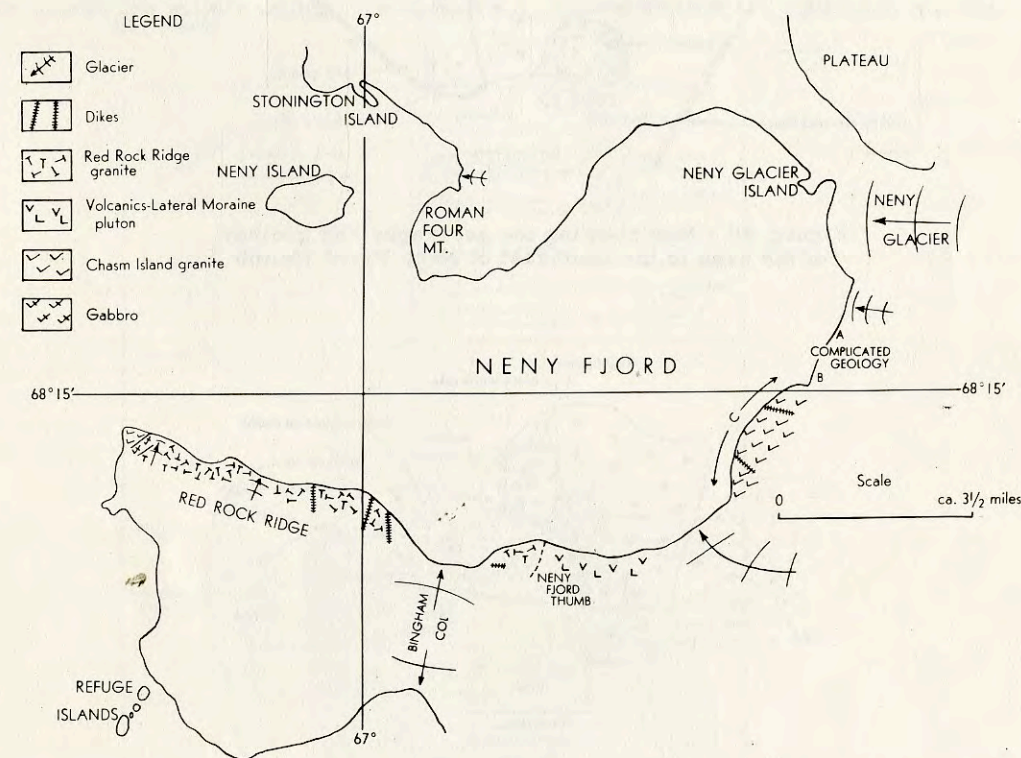 LEGEND
Glacier
Dikes
Red Rock Ridge
granite
Volcanics-Lateral Moraine
pluton
Chasm Island granite
Gabbro
67°
STONINGTON
ISLAND
NENY ISLAND
ROMAN
FOUR
MT.
PLATEAU
NENY GLACIER
ISLAND
NENY
GLACIER
A
COMPLICATED
GEOLOGY
B
NENY FJORD
68°15'
68°15'
C
Scale
0
ca. 3 1/2 miles
RED ROCK RIDGE
NENY
FJORD
THUMB
BINGHAM
COL
REFUGE
ISLANDS
67°